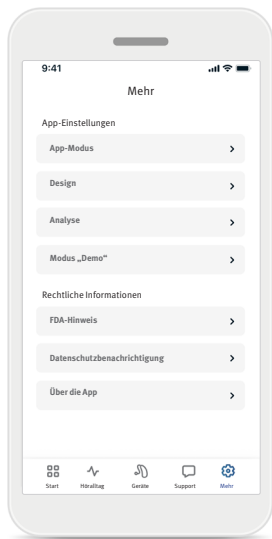 9:41
Mehr
App-Einstellungen
App-Modus
Design
Analyse
Modus „Demo“
Rechtliche Informationen
FDA-Hinweis
Datenschutzbenachrichtigung
Über die App
Start Höralltag Geräte Support Mehr